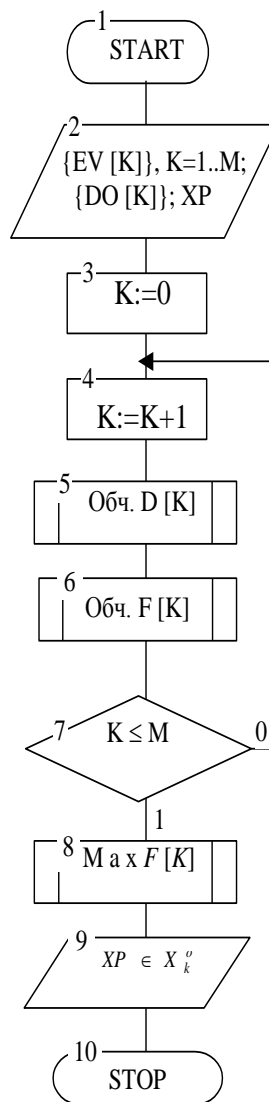 1
START
2
{EV [K]}, K=1..M;
{DO [K]}; XP
3
K:=0
4
K:=K+1
5
Обч. D [K]
6
Обч. F [K]
7
K ≤ M
0
1
8
M a x F [K]
9
XP ∈ X k o
10
STOP